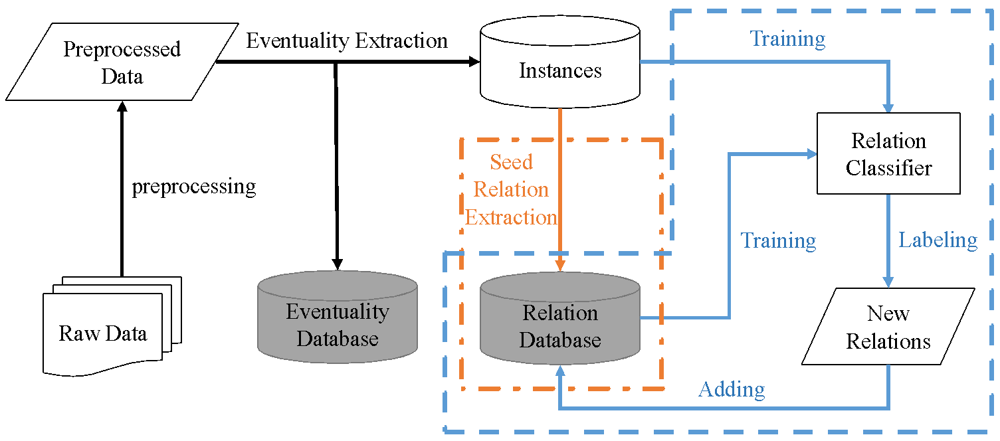 Preprocessed
Data
Eventuality Extraction
Instances
Training
Relation
Classifier
Seed
Relation
Extraction
preprocessing
Training
Labeling
Raw Data
Eventuality
Database
Relation
Database
New
Relations
Adding